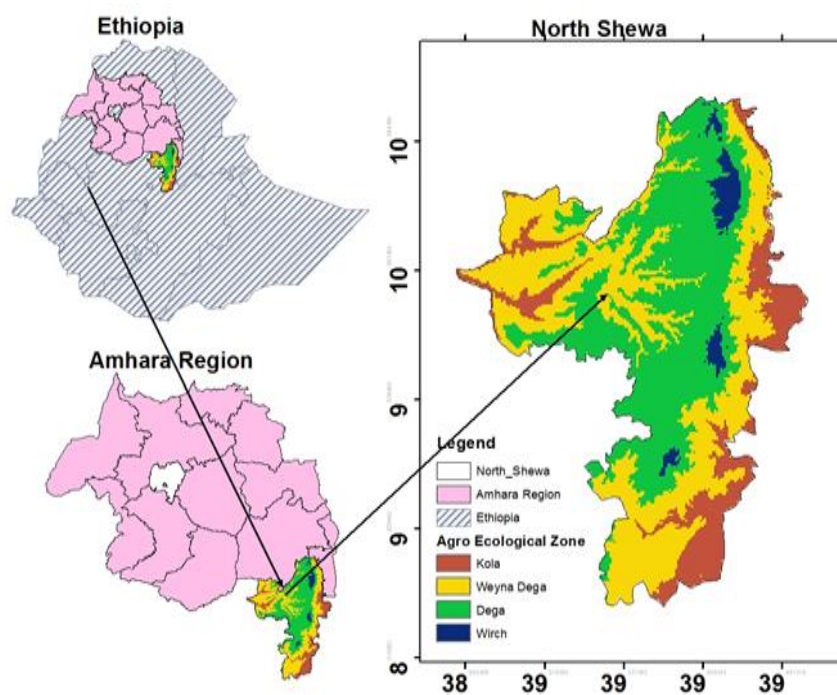 Ethiopia
North Shewa
Amhara Region
10
10
9
9
8
Legend
North_Shewa
Amhara Region
Ethiopia
Agro Ecological Zone
Kola
Weyna Dega
Dega
Wirch
38
39
39
39
39